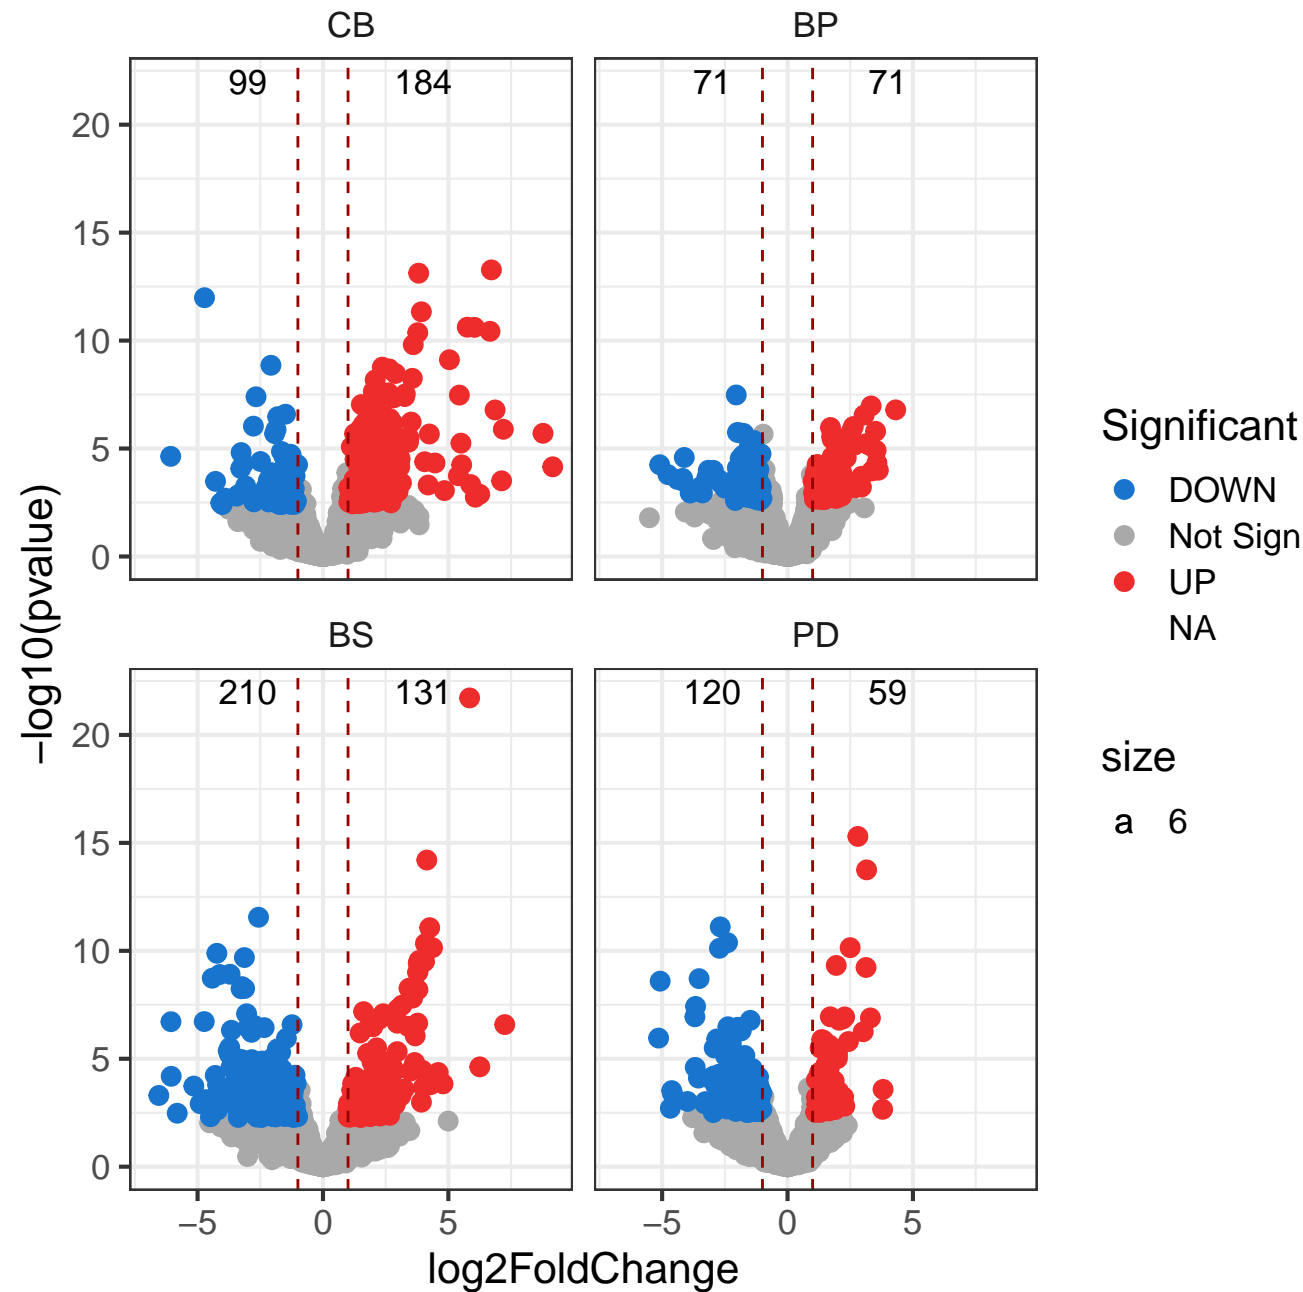 CB
BP
99
184
71
71
20
15
10
5
0
BS
PD
210
131
120
59
20
15
10
5
0
−5
0
5
−5
0
5
log2FoldChange
−log10(pvalue)
Significant
DOWN
Not Sign
UP
NA
size
a 6